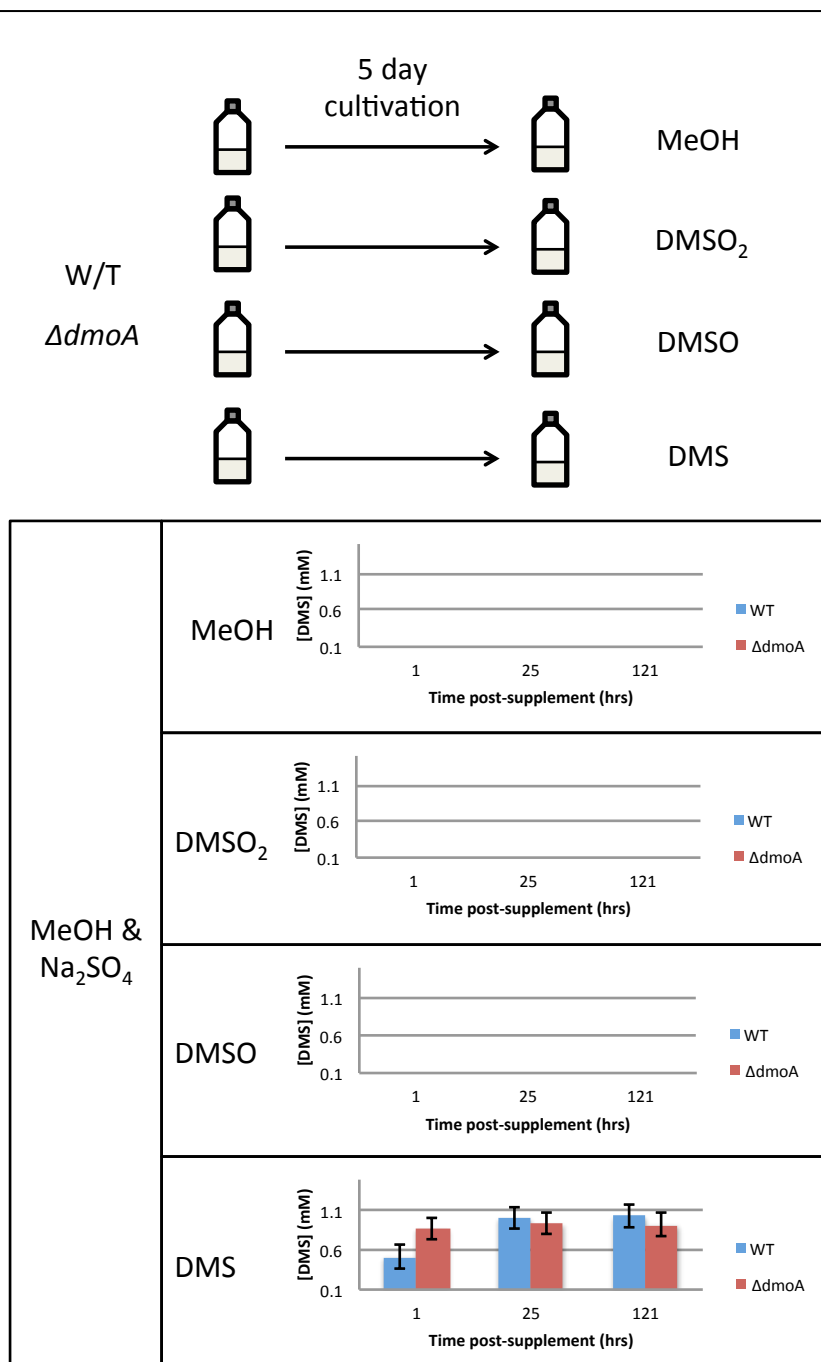 5 day
cultivation
MeOH
DMSO₂
W/T
ΔdmoA
DMSO
DMS
MeOH &
Na₂SO₄
MeOH
[DMS] (mM)
1.1
0.6
0.1
1 25 121
Time post-supplement (hrs)
WT
ΔdmoA
DMSO₂
[DMS] (mM)
1.1
0.6
0.1
1 25 121
Time post-supplement (hrs)
WT
ΔdmoA
DMSO
[DMS] (mM)
1.1
0.6
0.1
1 25 121
Time post-supplement (hrs)
WT
ΔdmoA
DMS
[DMS] (mM)
1.1
0.6
0.1
1 25 121
Time post-supplement (hrs)
WT
ΔdmoA